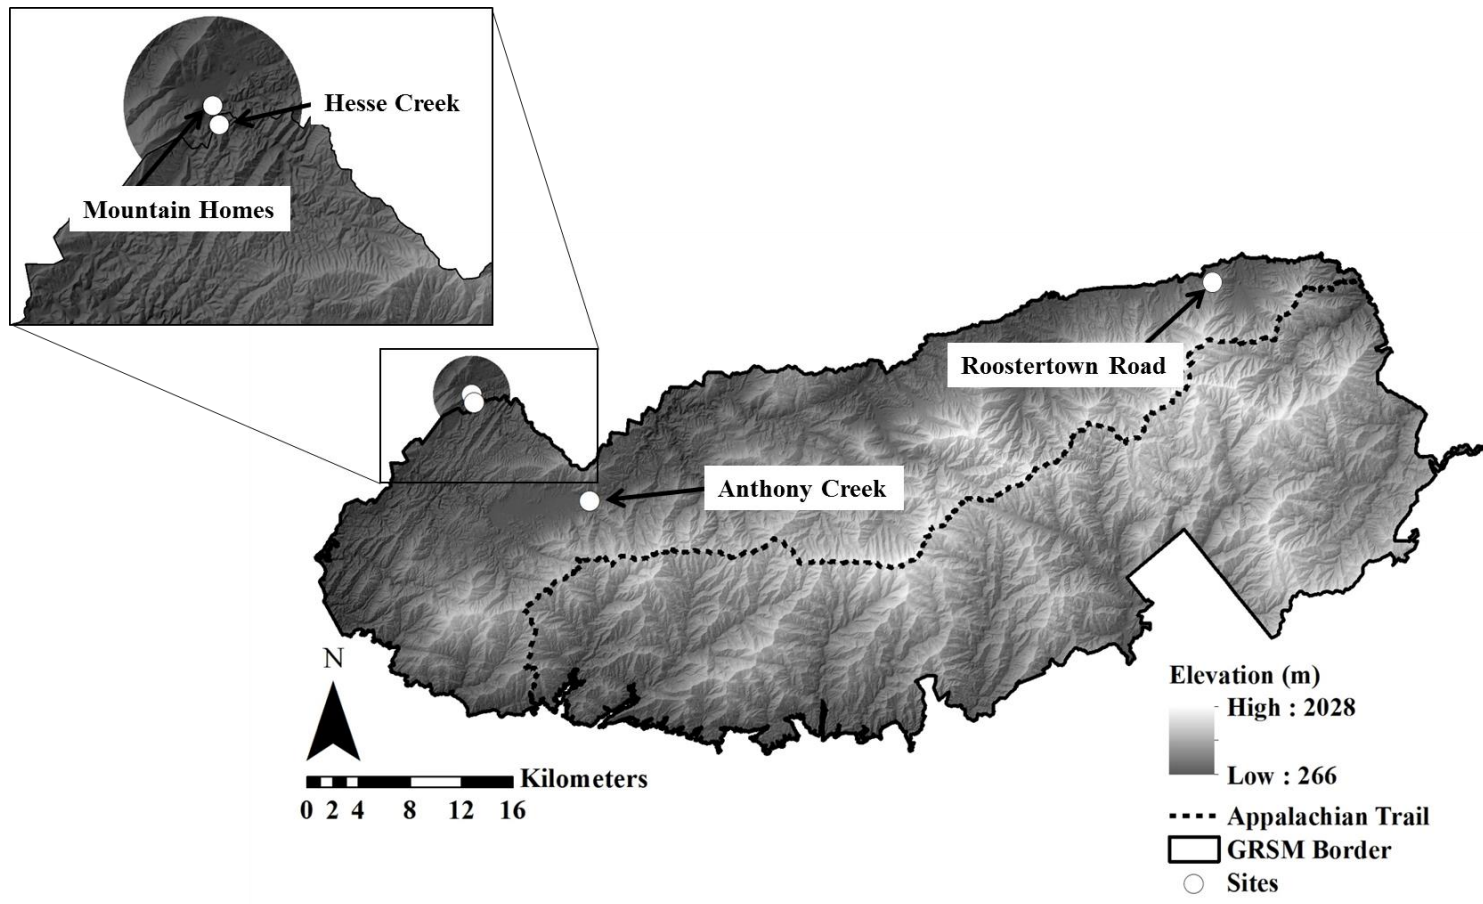 Hesse Creek
Mountain Homes
Roostertown Road
Anthony Creek
N
Kilometers
0 2 4 8 12 16
Elevation (m)
High : 2028
Low : 266
Appalachian Trail
GRSM Border
Sites